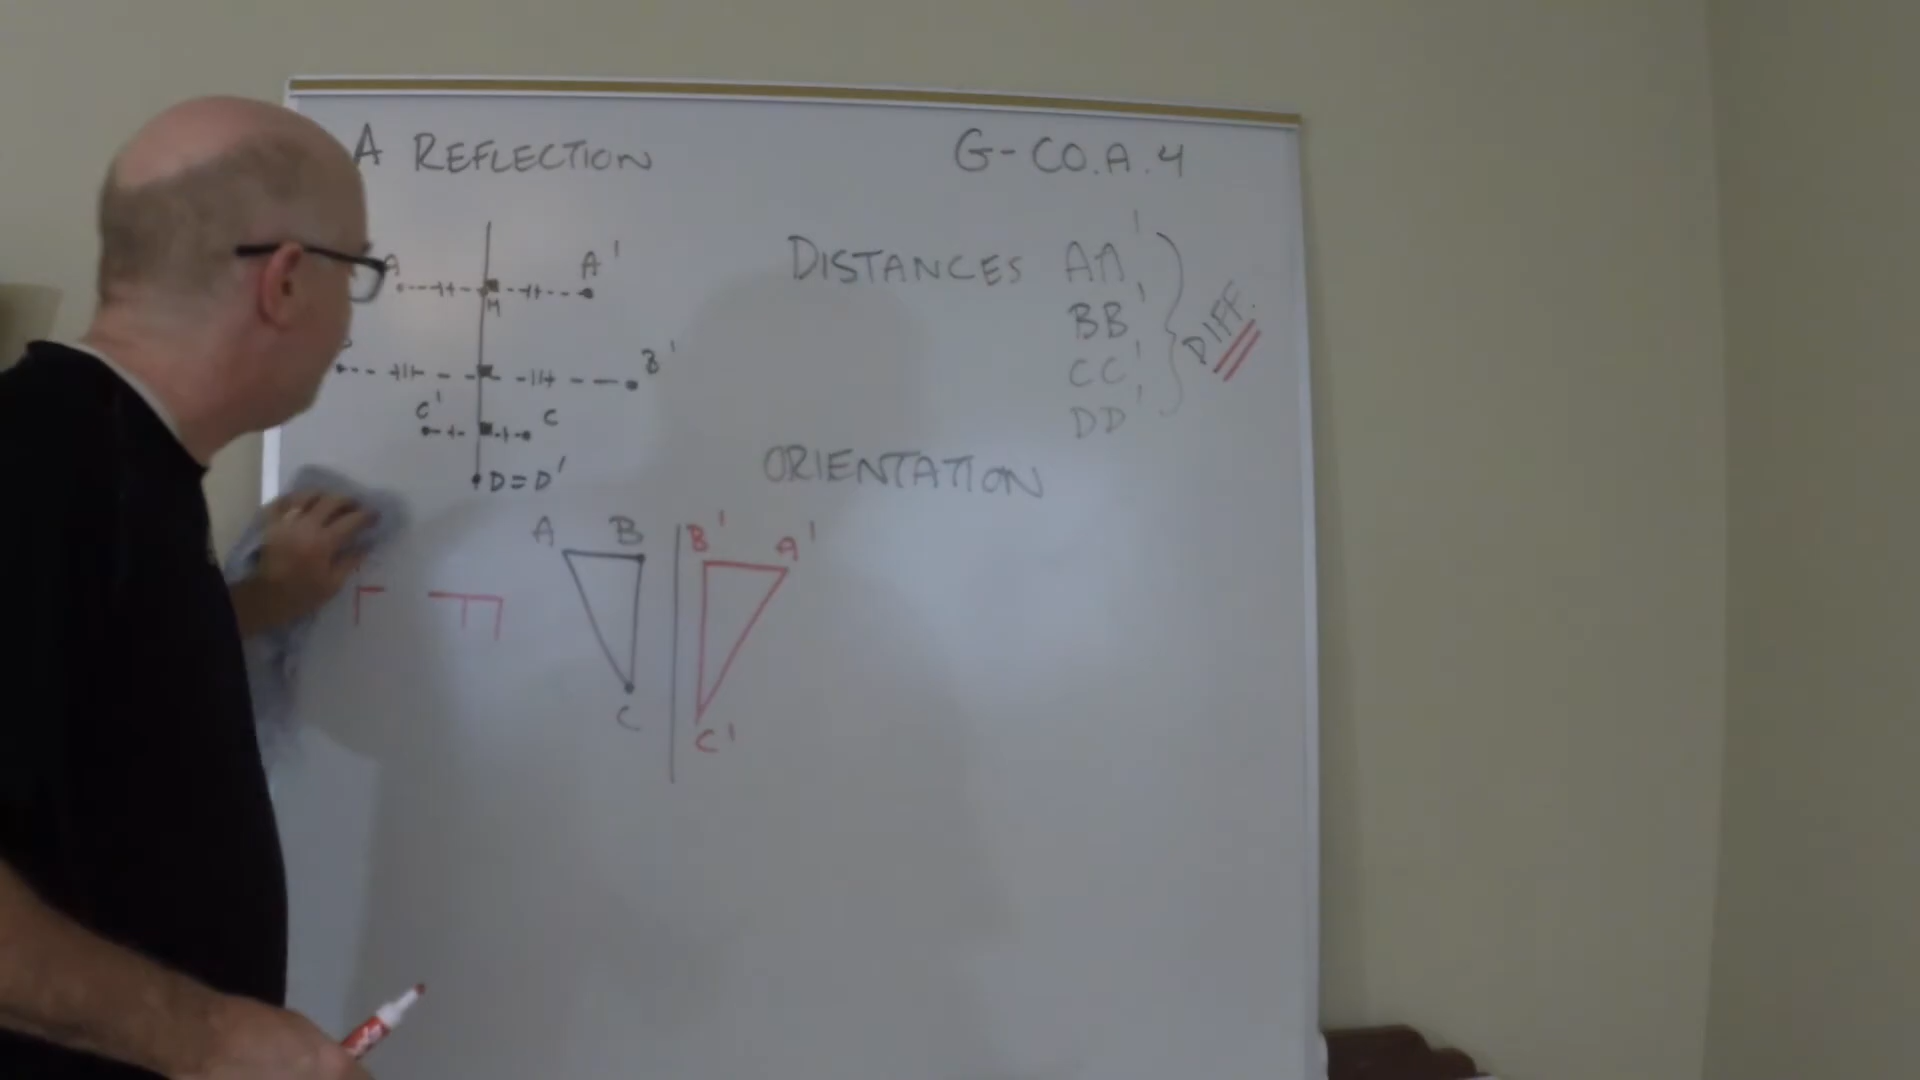 A REFLECTION
G-CO.A.4
A
A'
M
B'
C'
C
D=D'
DISTANCES AA'
BB'
CC'
DD'
DIFF.
ORIENTATION
A
B
B'
A'
C
C'